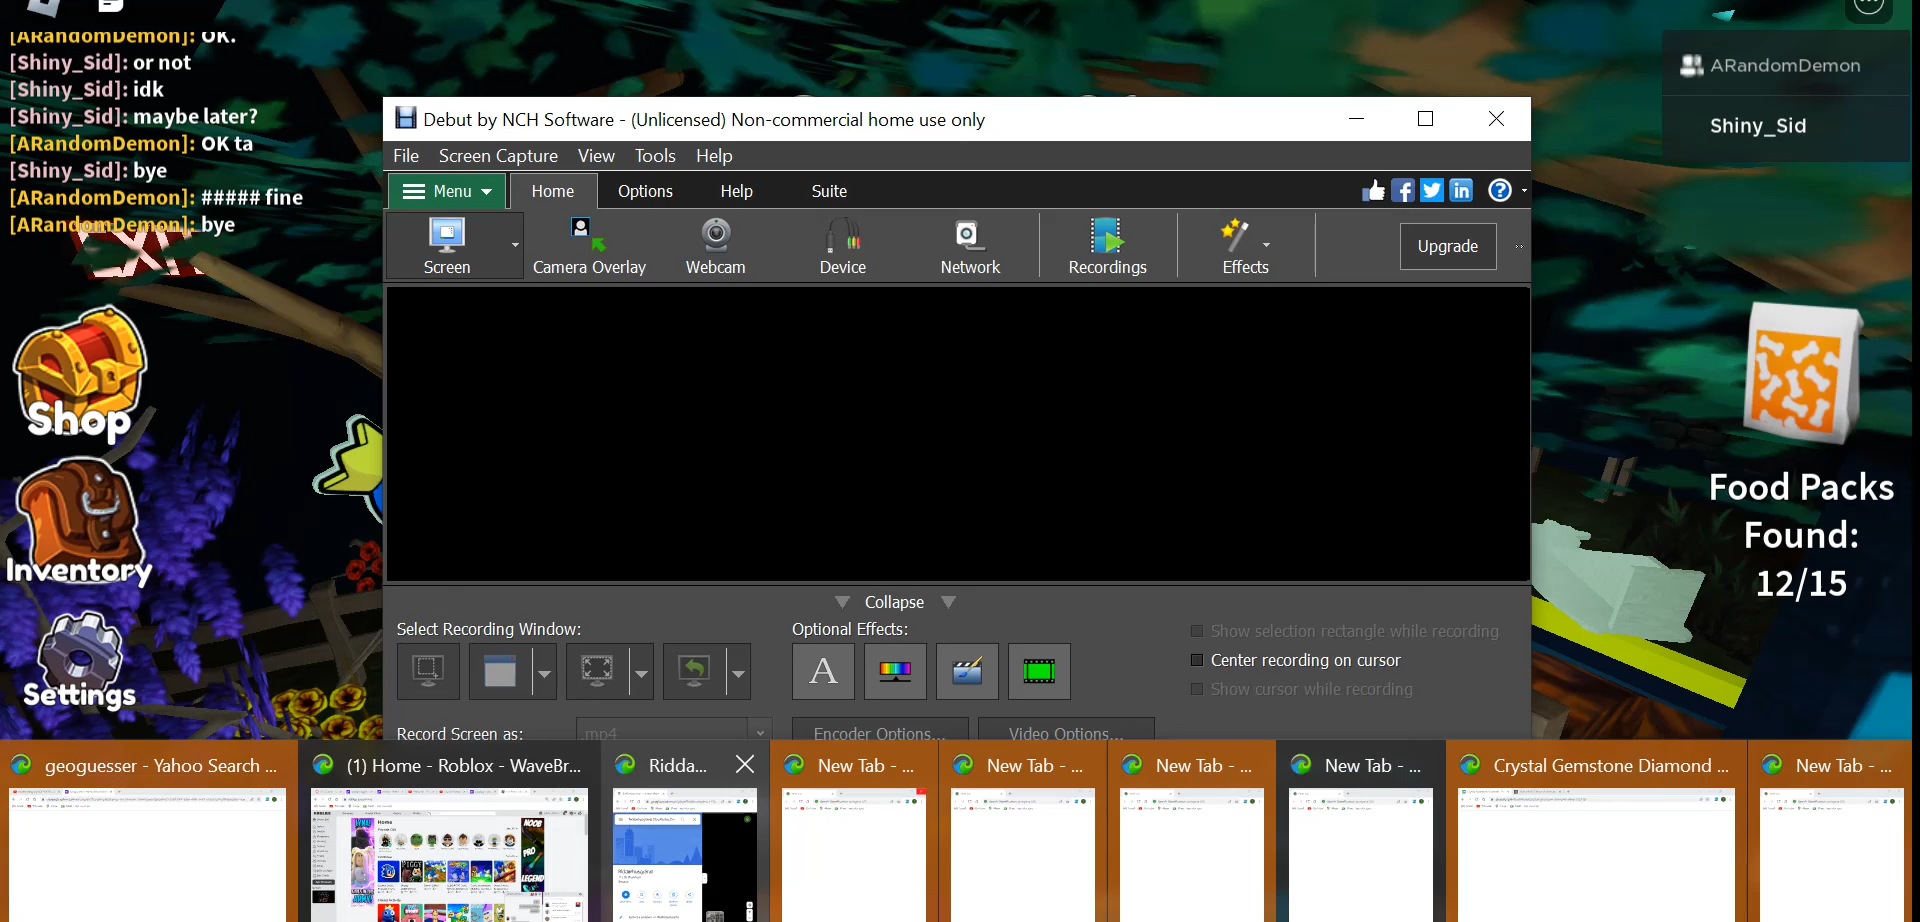 [ARandomDemon]: OK.
[Shiny_Sid]: or not
[Shiny_Sid]: idk
[Shiny_Sid]: maybe later?
[ARandomDemon]: OK ta
[Shiny_Sid]: bye
[ARandomDemon]: ##### fine
[ARandomDemon]: bye
ARandomDemon
Shiny_Sid
Debut by NCH Software - (Unlicensed) Non-commercial home use only
File Screen Capture View Tools Help
Menu Home Options Help Suite
Screen Camera Overlay Webcam Device Network Recordings Effects Upgrade
Shop
Inventory
Settings
Food Packs
Found:
12/15
Collapse
Select Recording Window:
Optional Effects:
A
Show selection rectangle while recording
Center recording on cursor
Show cursor while recording
Record Screen as: .mp4 Encoder Options... Video Options...
geoguesser - Yahoo Search ...
(1) Home - Roblox - WaveBr...
Ridda...
New Tab - ...
New Tab - ...
New Tab - ...
New Tab - ...
Crystal Gemstone Diamond ...
New Tab - ...
Home
NOOB
PRO
LEGEND